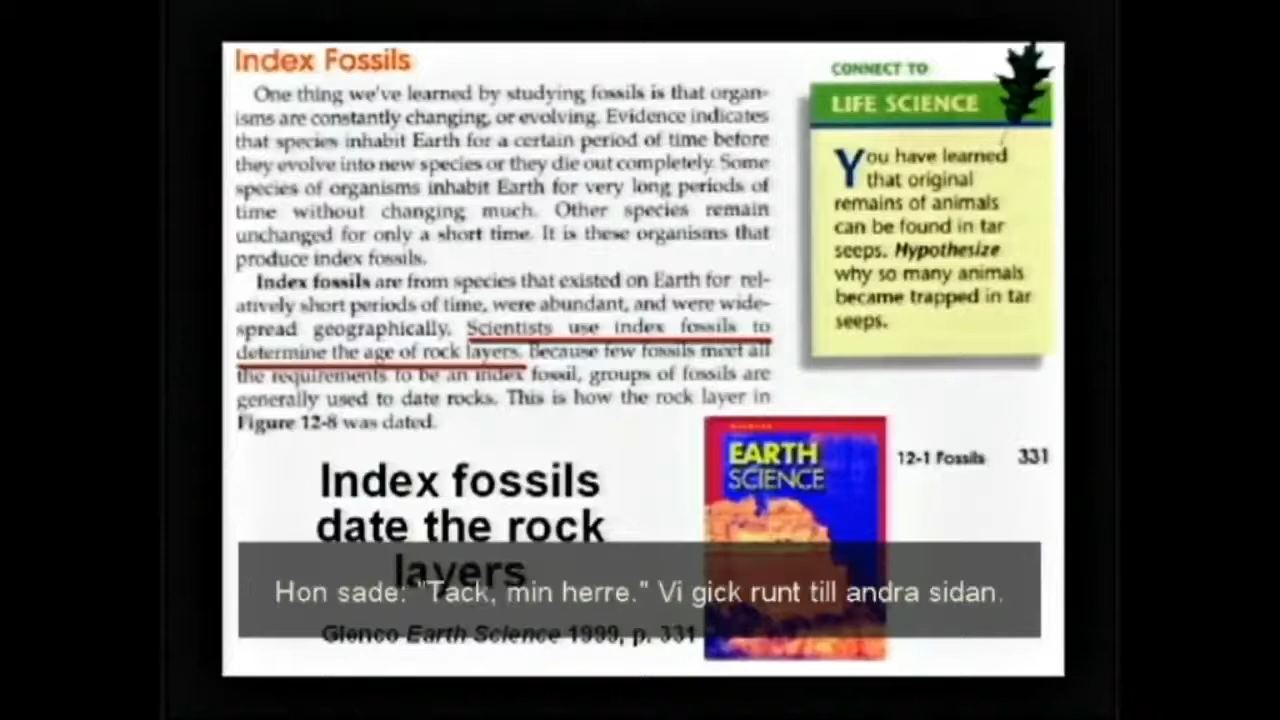 Index Fossils
One thing we've learned by studying fossils is that organ-
isms are constantly changing, or evolving. Evidence indicates
that species inhabit Earth for a certain period of time before
they evolve into new species or they die out completely. Some
species of organisms inhabit Earth for very long periods of
time without changing much. Other species remain
unchanged for only a short time. It is these organisms that
produce index fossils.
Index fossils are from species that existed on Earth for rel-
atively short periods of time, were abundant, and were wide-
spread geographically. Scientists use index fossils to
determine the age of rock layers. Because few fossils meet all
the requirements to be an index fossil, groups of fossils are
generally used to date rocks. This is how the rock layer in
Figure 12-8 was dated.
CONNECT TO
LIFE SCIENCE
You have learned
that original
remains of animals
can be found in tar
seeps. Hypothesize
why so many animals
became trapped in tar
seeps.
12-1 Fossils 331
EARTH
SCIENCE
Index fossils
date the rock
layers
Glenco Earth Science 1999, p. 331
Hon sade: "Tack, min herre." Vi gick runt till andra sidan.